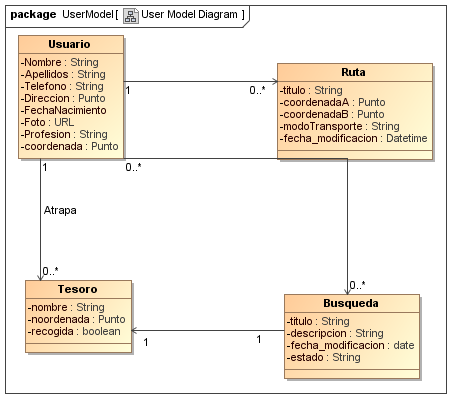 package UserModel [ User Model Diagram ]
Usuario
-Nombre : String
-Apellidos : String
-Telefono : String
-Direccion : Punto
-FechaNacimiento
-Foto : URL
-Profesion : String
-coordenada : Punto
1
0..*
Ruta
-titulo : String
-coordenadaA : Punto
-coordenadaB : Punto
-modoTransporte : String
-fecha_modificacion : Datetime
1
0..*
Atrapa
0..*
0..*
Tesoro
-nombre : String
-noordenada : Punto
-recogida : boolean
1
1
Busqueda
-titulo : String
-descripcion : String
-fecha_modificacion : date
-estado : String